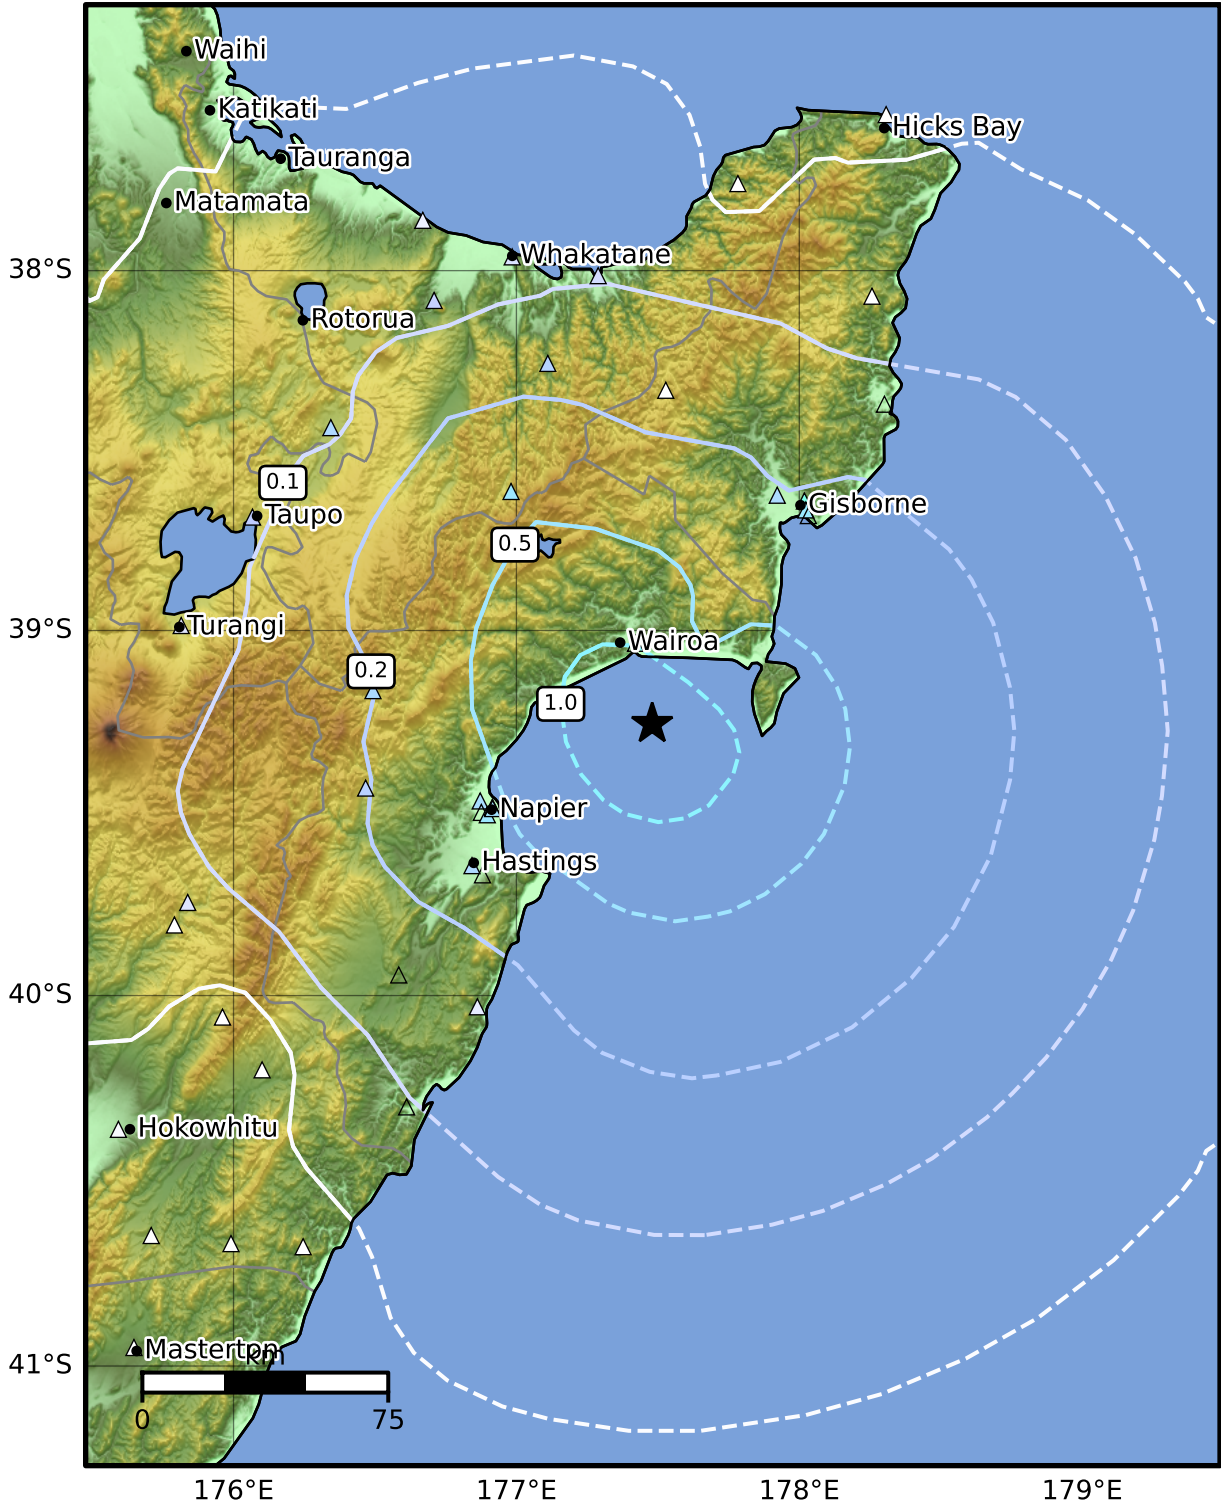 Waihi
Katikati
Hicks Bay
Tauranga
Matamata
Whakatane
38°S
Rotorua
0.1
Gisborne
Taupo
0.5
39°S
Turangi
Wairoa
0.2
1.0
Napier
Hastings
40°S
Hokowhitu
Masterton
km
41°S
0
75
176°E
177°E
178°E
179°E